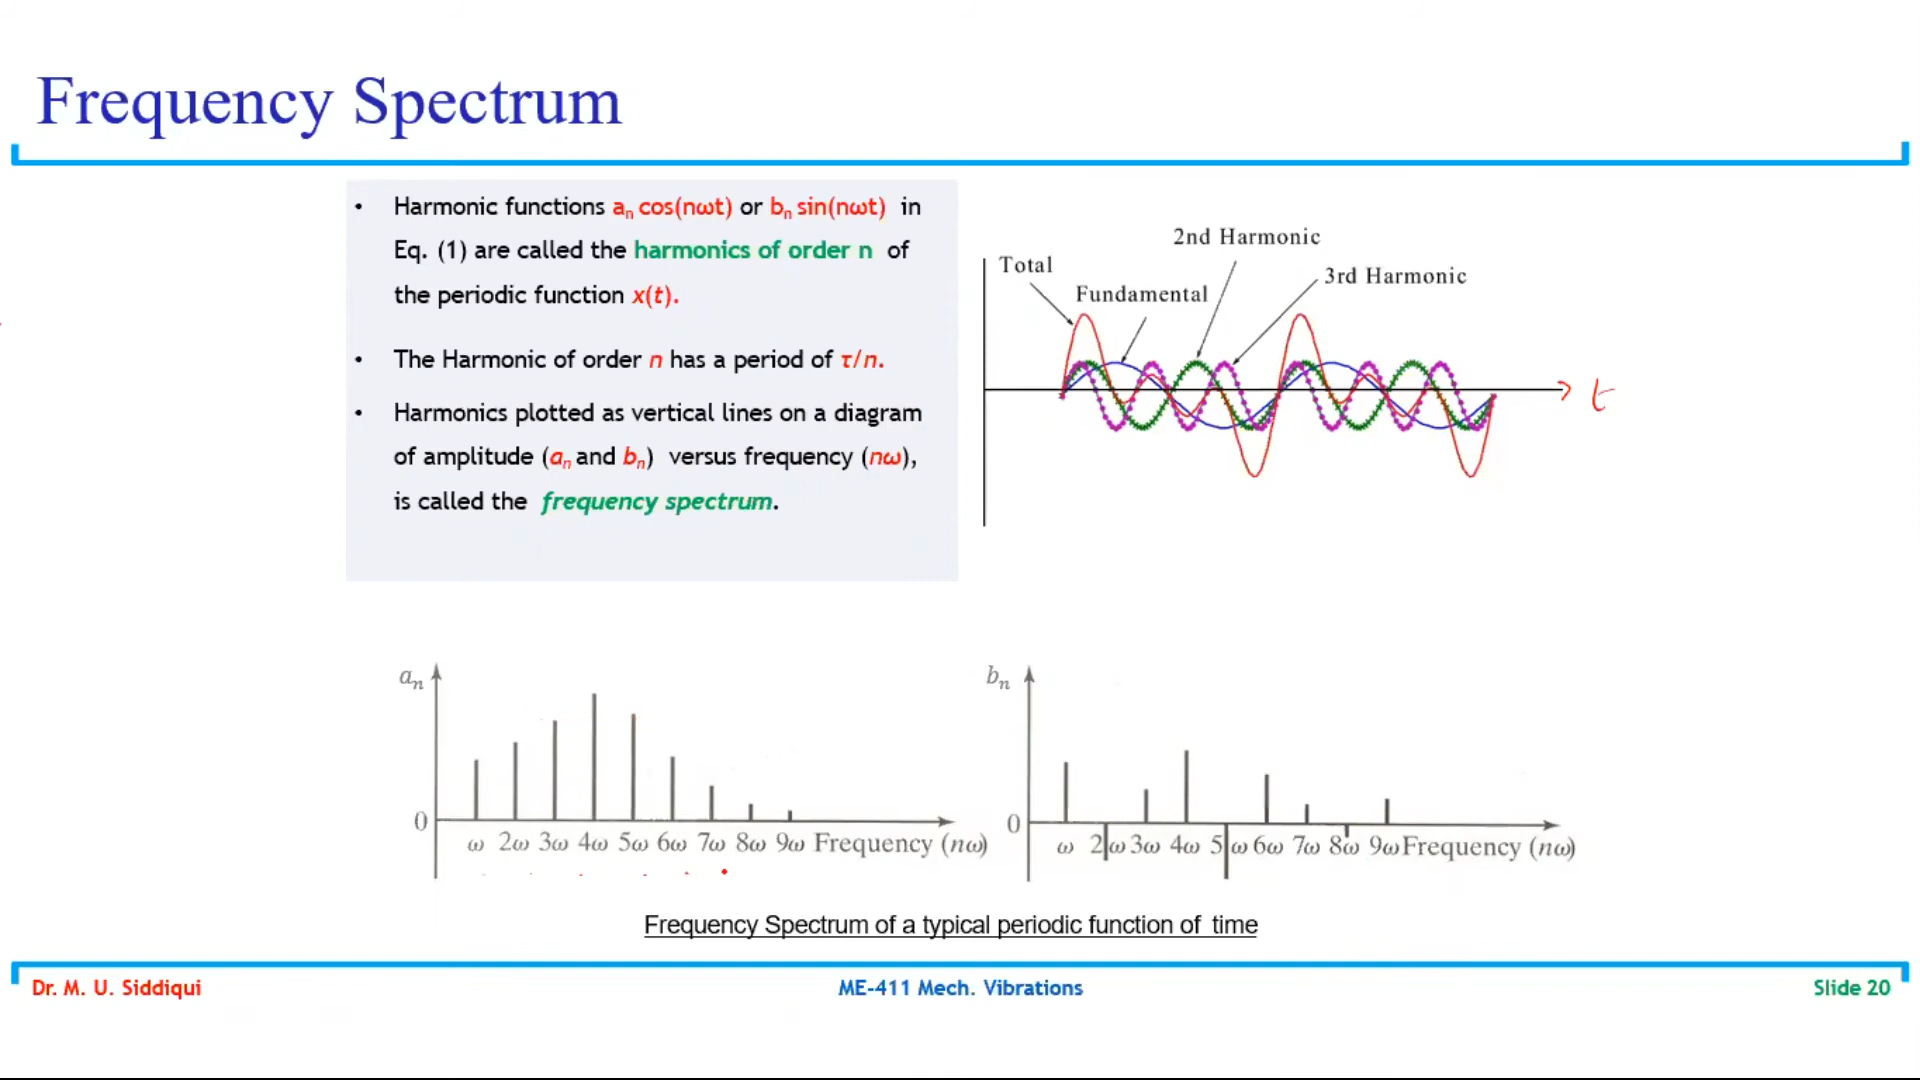 Frequency Spectrum
• Harmonic functions aₙ cos(nωt) or bₙ sin(nωt) in
Eq. (1) are called the harmonics of order n of
the periodic function x(t).
• The Harmonic of order n has a period of τ/n.
• Harmonics plotted as vertical lines on a diagram
of amplitude (aₙ and bₙ) versus frequency (nω),
is called the frequency spectrum.
2nd Harmonic
Total
3rd Harmonic
Fundamental
t
aₙ
0
ω 2ω 3ω 4ω 5ω 6ω 7ω 8ω 9ω Frequency (nω)
bₙ
0
ω 2ω 3ω 4ω 5ω 6ω 7ω 8ω 9ω Frequency (nω)
Frequency Spectrum of a typical periodic function of time
Dr. M. U. Siddiqui
ME-411 Mech. Vibrations
Slide 20